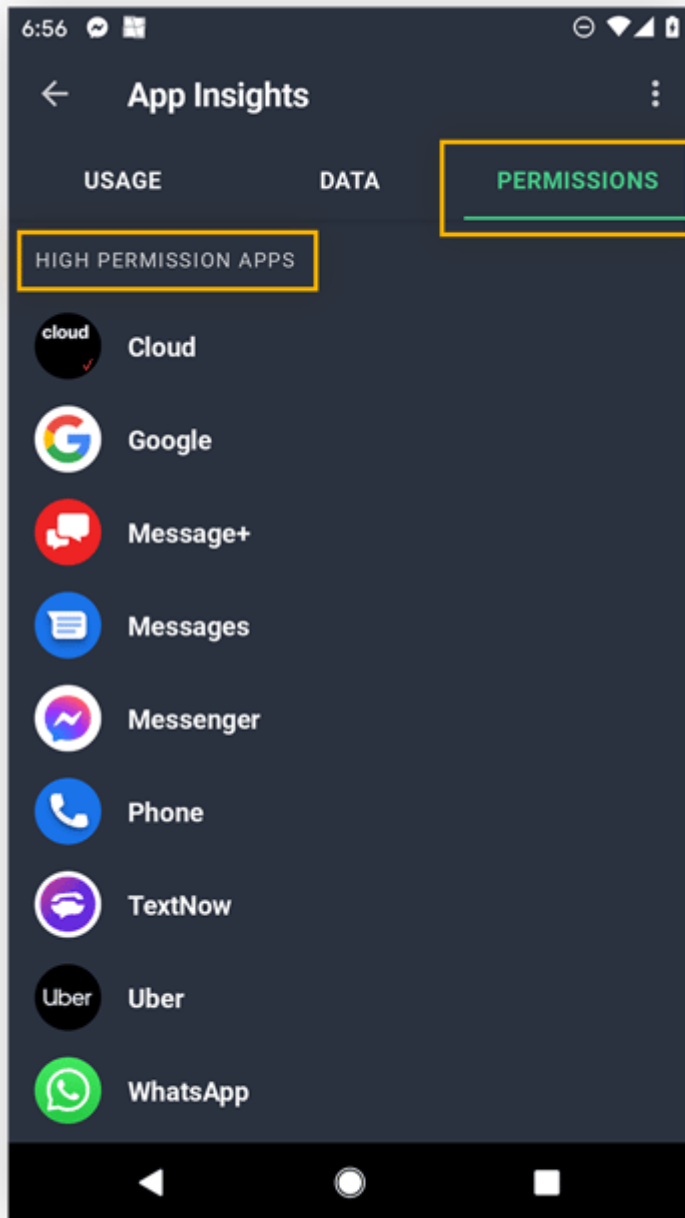 6:56
App Insights
USAGE DATA PERMISSIONS
HIGH PERMISSION APPS
cloud
Cloud
Google
Message+
Messages
Messenger
Phone
TextNow
Uber
Uber
WhatsApp